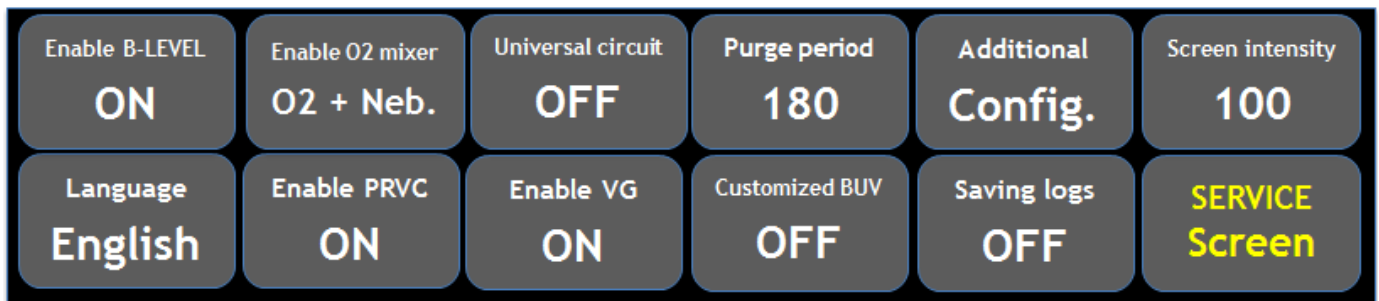 Enable B-LEVEL
ON
Enable O2 mixer
O2 + Neb.
Universal circuit
OFF
Purge period
180
Additional
Config.
Screen intensity
100
Language
English
Enable PRVC
ON
Enable VG
ON
Customized BUV
OFF
Saving logs
OFF
SERVICE
Screen